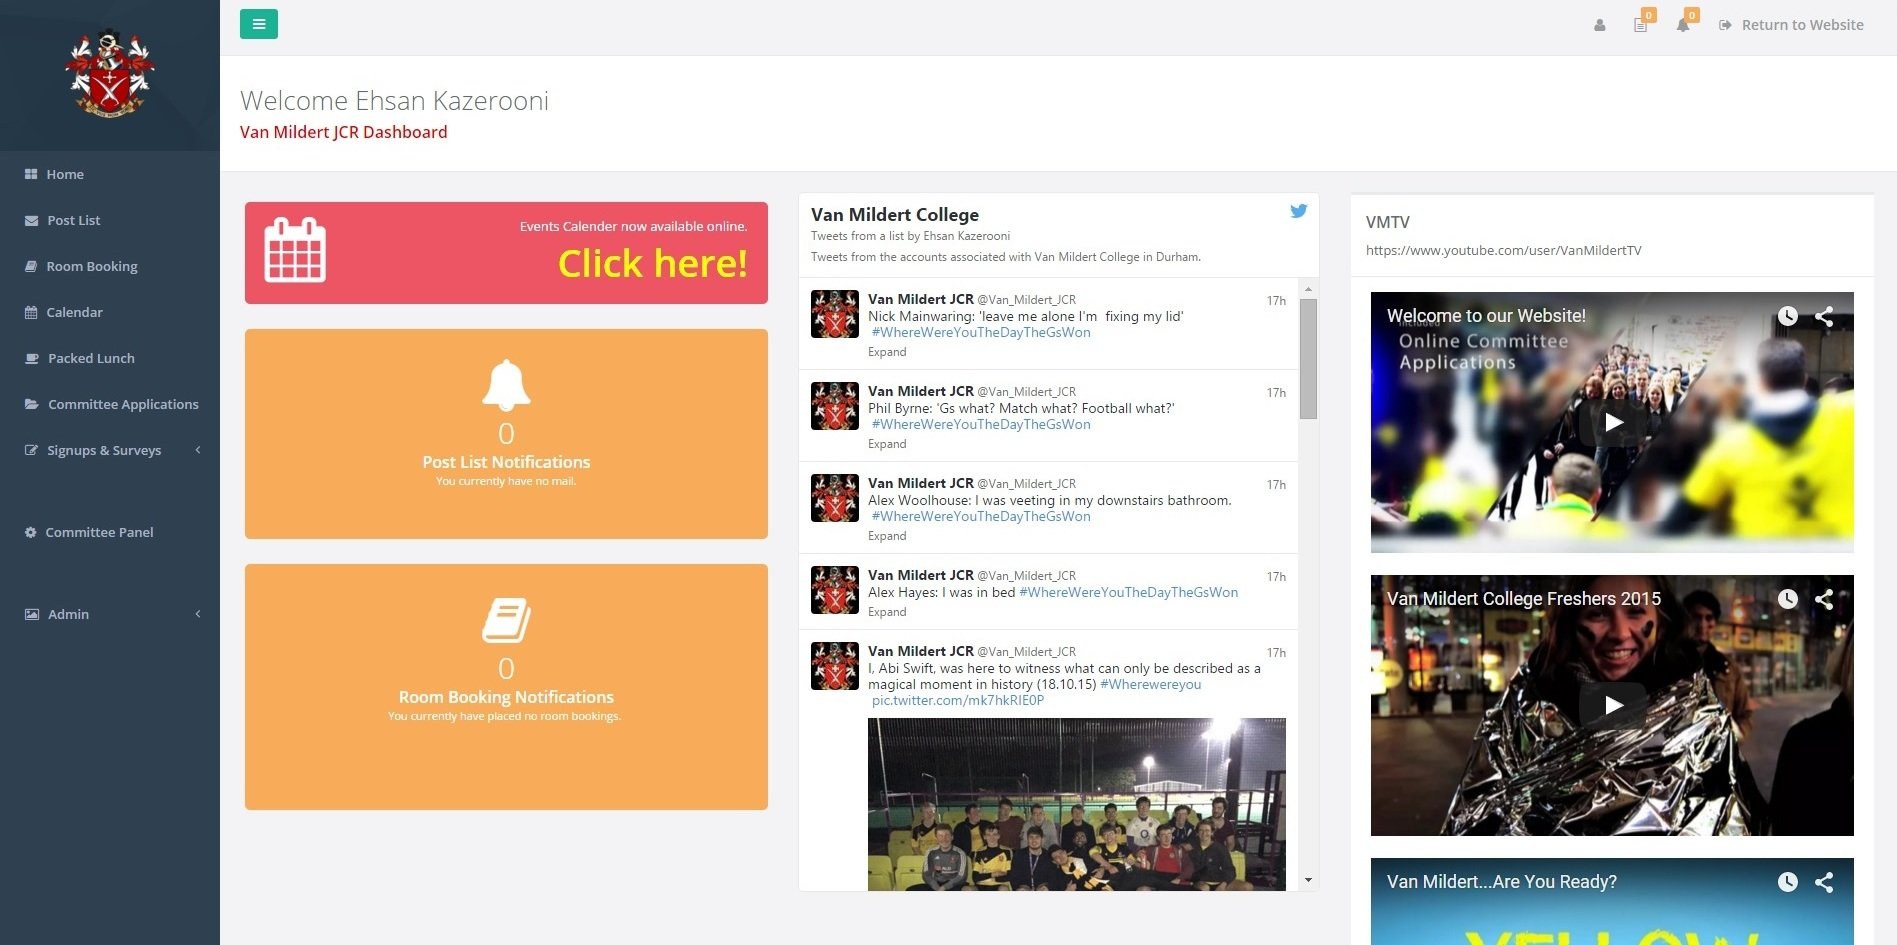 0
0
Return to Website
Welcome Ehsan Kazerooni
Van Mildert JCR Dashboard
Home
Post List
Room Booking
Calendar
Packed Lunch
Committee Applications
Signups & Surveys
Committee Panel
Admin
Events Calender now available online.
Click here!
0
Post List Notifications
You currently have no mail.
0
Room Booking Notifications
You currently have placed no room bookings.
Van Mildert College
Tweets from a list by Ehsan Kazerooni
Tweets from the accounts associated with Van Mildert College in Durham.
Van Mildert JCR @Van_Mildert_JCR 17h
Nick Mainwaring: 'leave me alone I'm fixing my lid'
#WhereWereYouTheDayTheGsWon
Expand
Van Mildert JCR @Van_Mildert_JCR 17h
Phil Byrne: 'Gs what? Match what? Football what?'
#WhereWereYouTheDayTheGsWon
Expand
Van Mildert JCR @Van_Mildert_JCR 17h
Alex Woolhouse: I was veeting in my downstairs bathroom.
#WhereWereYouTheDayTheGsWon
Expand
Van Mildert JCR @Van_Mildert_JCR 17h
Alex Hayes: I was in bed #WhereWereYouTheDayTheGsWon
Expand
Van Mildert JCR @Van_Mildert_JCR 17h
I, Abi Swift, was here to witness what can only be described as a
magical moment in history (18.10.15) #Wherewereyou
pic.twitter.com/mk7hkRIE0P
VMTV
https://www.youtube.com/user/VanMildertTV
Welcome to our Website!
Included
Online Committee
Applications
Van Mildert College Freshers 2015
Van Mildert...Are You Ready?
YELLOW